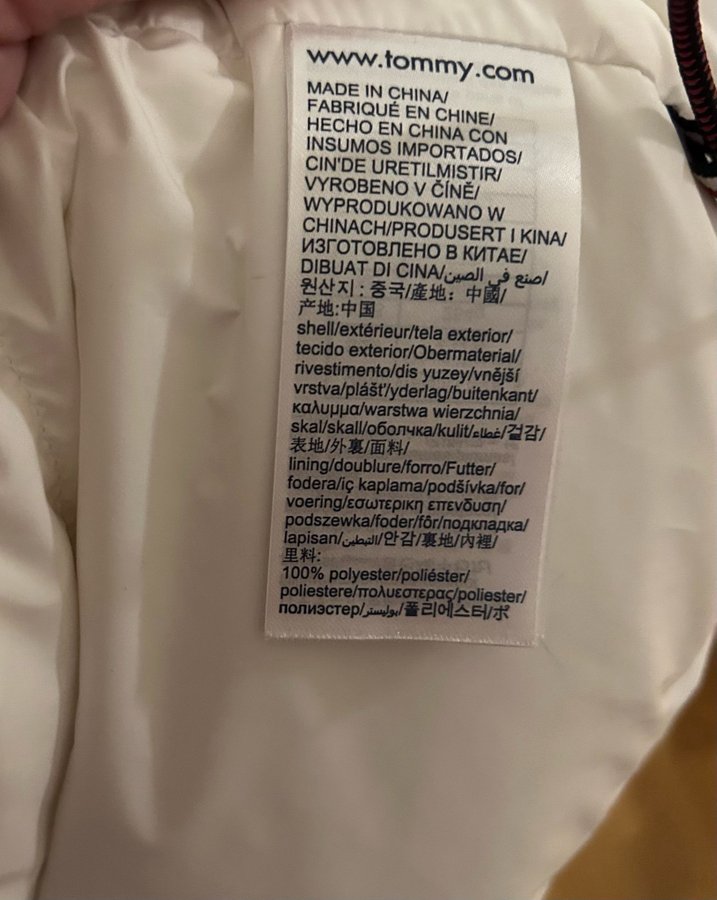 www.tommy.com
MADE IN CHINA/
FABRIQUÉ EN CHINE/
HECHO EN CHINA CON
INSUMOS IMPORTADOS/
CIN'DE URETILMISTIR/
VYROBENO V ČÍNĚ/
WYPRODUKOWANO W
CHINACH/PRODUSERT I KINA/
ИЗГОТОВЛЕНО В КИТАЕ/
DIBUAT DI CINA/صنع في الصين/
원산지: 중국/產地: 中國/
产地:中国
shell/extérieur/tela exterior/
tecido exterior/Obermaterial/
rivestimento/dis yuzey/vnější
vrstva/plášt'/yderlag/buitenkant/
καλυμμα/warstwa wierzchnia/
skal/skall/оболчка/kulit/غطاء/겉감/
表地/外裏/面料/
lining/doublure/forro/Futter/
fodera/iç kaplama/podšívka/for/
voering/εσωτερικη επενδυση/
podszewka/foder/fôr/подкладка/
lapisan/التبطين/안감/裏地/內裡/
里料:
100% polyester/poliéster/
poliestere/πολυεστερας/poliester/
полиэстер/بوليستر/폴리에스터/ポ